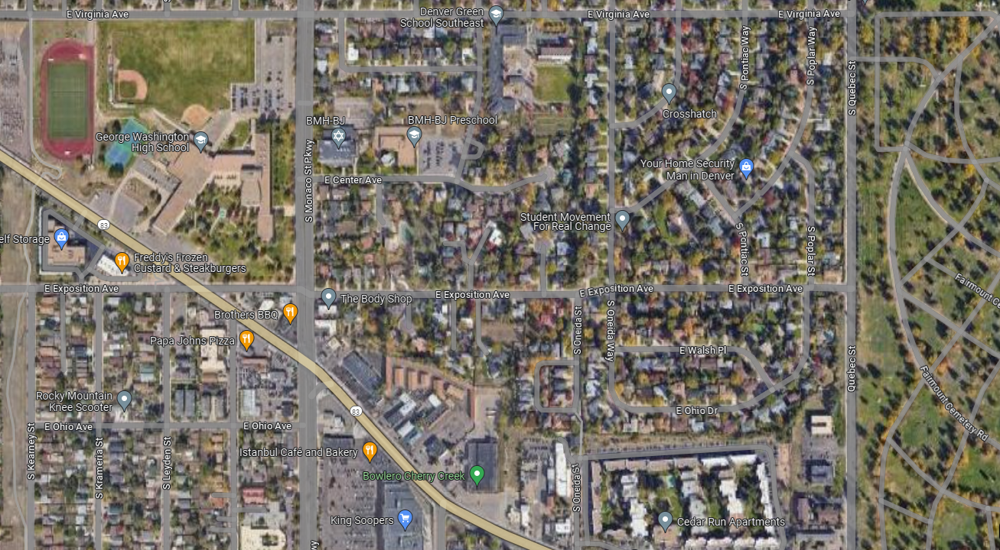 E Virginia Ave
Denver Green
School Southeast
E Virginia Ave
E Virginia Ave
S Pontiac Way
S Poplar Way
S Quebec St
Crosshatch
BMH-BJ
BMH-BJ Preschool
George Washington
High School
S Monaco St Pkwy
E Center Ave
Your Home Security
Man in Denver
83
Student Movement
For Real Change
S Pontiac St
S Poplar St
elf Storage
Freddy's Frozen
Custard & Steakburgers
E Exposition Ave
The Body Shop
E Exposition Ave
E Exposition Ave
E Exposition Ave
Fairmount Ce
Brothers BBQ
Papa Johns Pizza
S Oneida St
S Oneida Way
E Walsh Pl
Quebec St
Rocky Mountain
Knee Scooter
83
E Ohio Dr
Fairmount Cemetery Rd
E Ohio Ave
E Ohio Ave
S Kearney St
S Krameria St
S Leyden St
Istanbul Café and Bakery
Bowlero Cherry Creek
S Oneida St
King Soopers
Cedar Run Apartments
wy